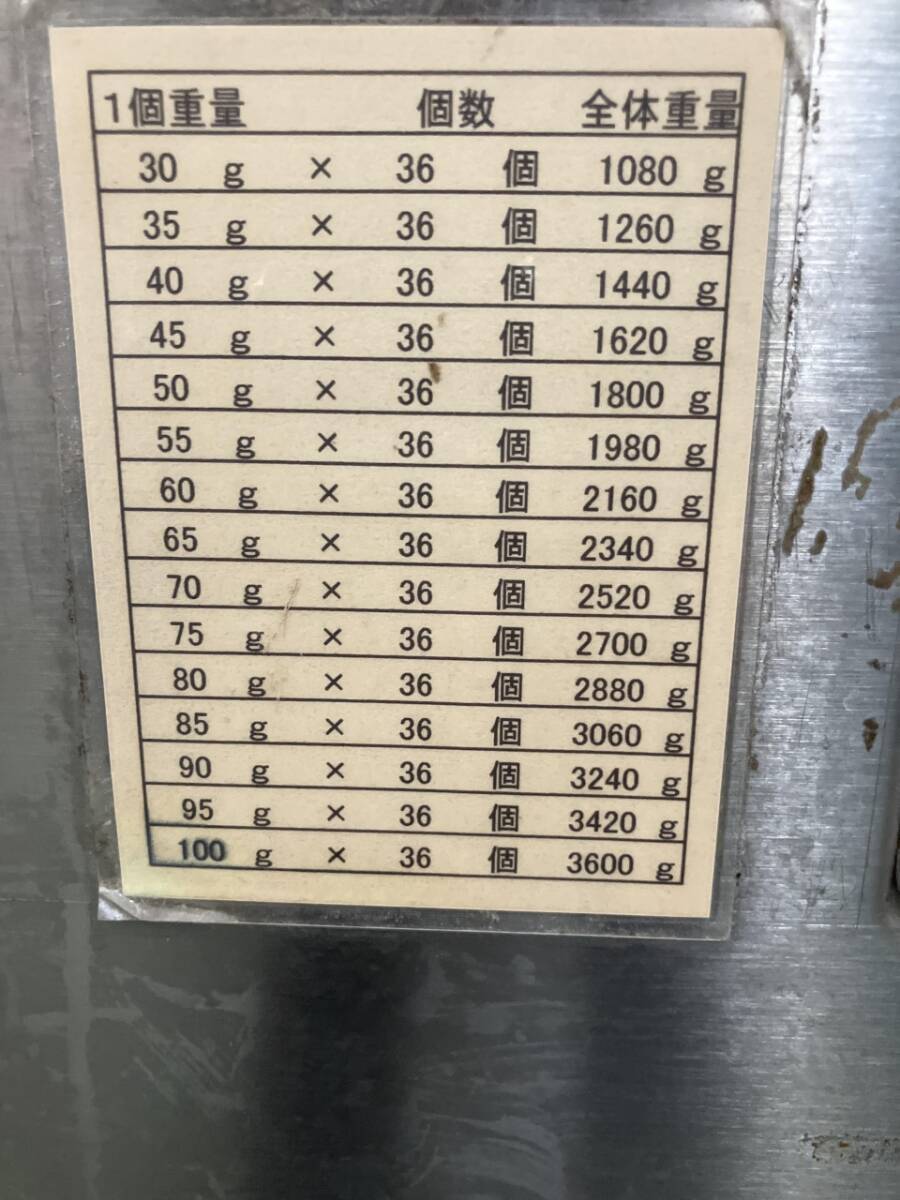 1個重量 個数 全体重量
30 g × 36 個 1080 g
35 g × 36 個 1260 g
40 g × 36 個 1440 g
45 g × 36 個 1620 g
50 g × 36 個 1800 g
55 g × 36 個 1980 g
60 g × 36 個 2160 g
65 g × 36 個 2340 g
70 g × 36 個 2520 g
75 g × 36 個 2700 g
80 g × 36 個 2880 g
85 g × 36 個 3060 g
90 g × 36 個 3240 g
95 g × 36 個 3420 g
100 g × 36 個 3600 g